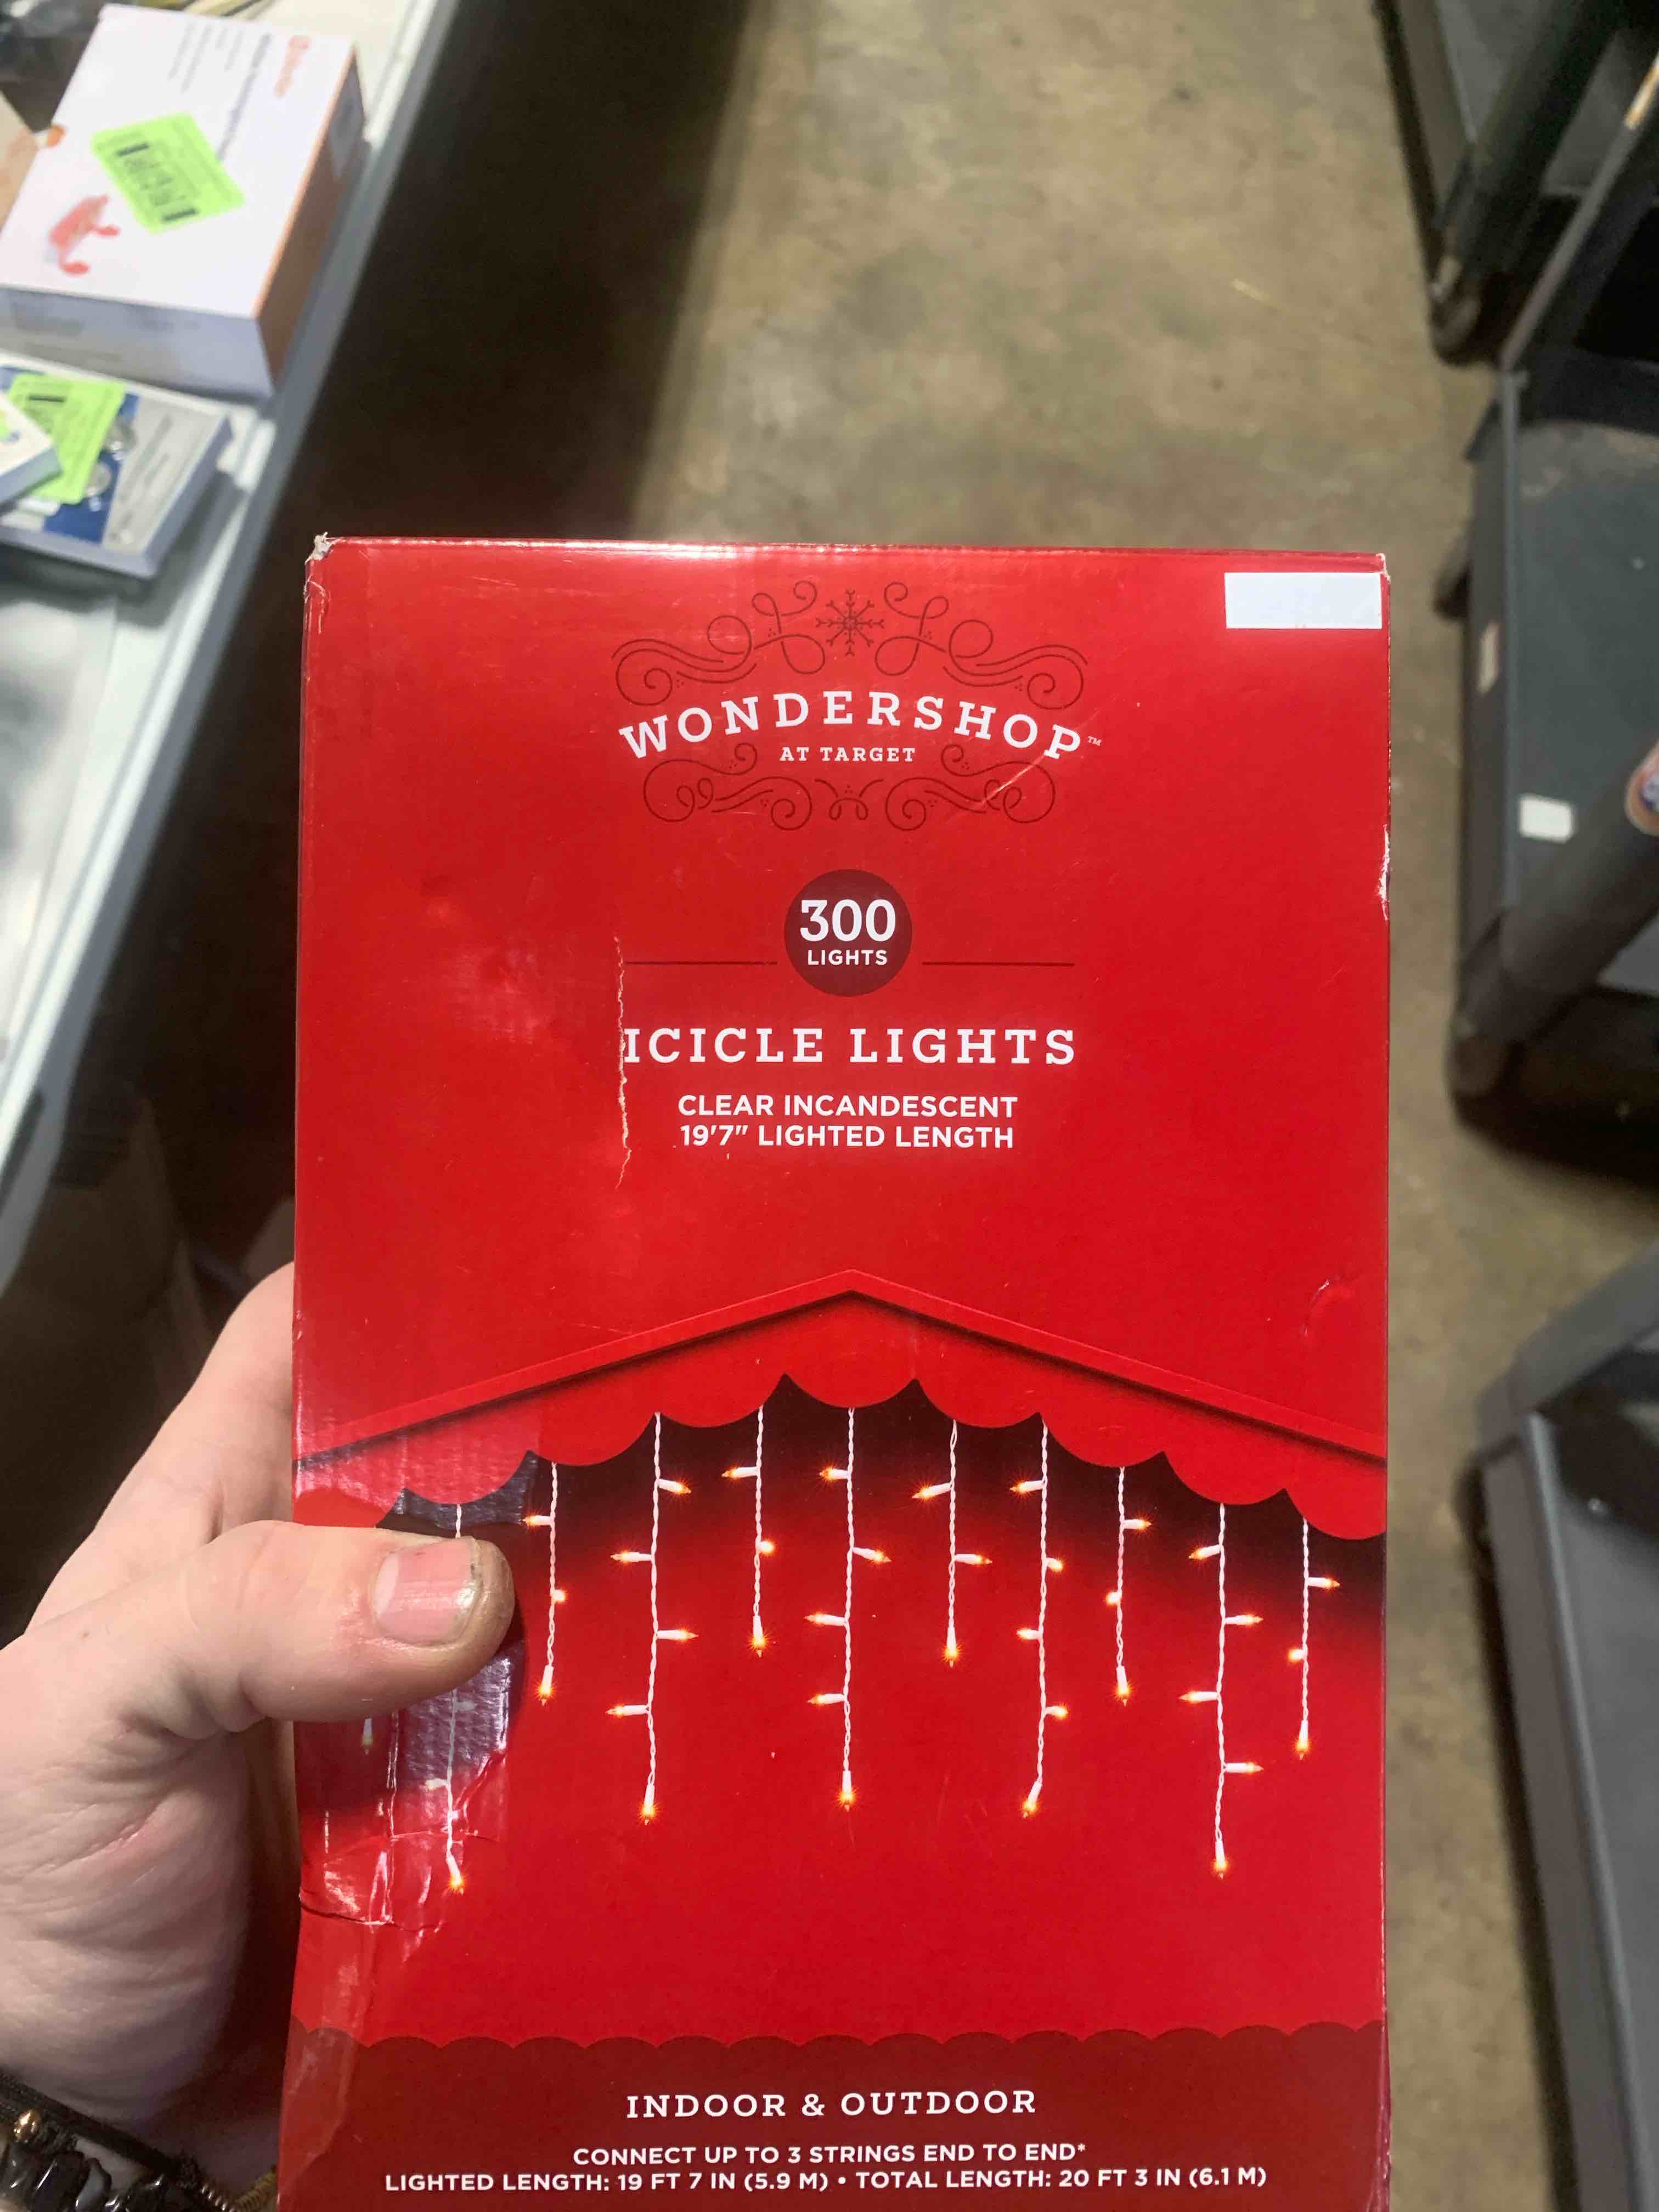 WONDERSHOP™
AT TARGET
300
LIGHTS
ICICLE LIGHTS
CLEAR INCANDESCENT
19'7" LIGHTED LENGTH
INDOOR & OUTDOOR
CONNECT UP TO 3 STRINGS END TO END*
LIGHTED LENGTH: 19 FT 7 IN (5.9 M) • TOTAL LENGTH: 20 FT 3 IN (6.1 M)